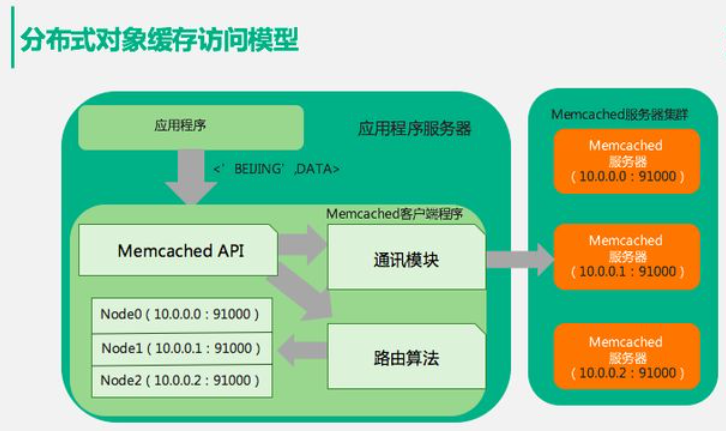 分布式对象缓存访问模型
应用程序
应用程序服务器
<'BEIJING',DATA>
Memcached客户端程序
Memcached API
通讯模块
Node0（10.0.0.0：91000）
Node1（10.0.0.1：91000）
Node2（10.0.0.2：91000）
路由算法
Memcached服务器集群
Memcached
服务器
（10.0.0.0：91000）
Memcached
服务器
（10.0.0.1：91000）
Memcached
服务器
（10.0.0.2：91000）